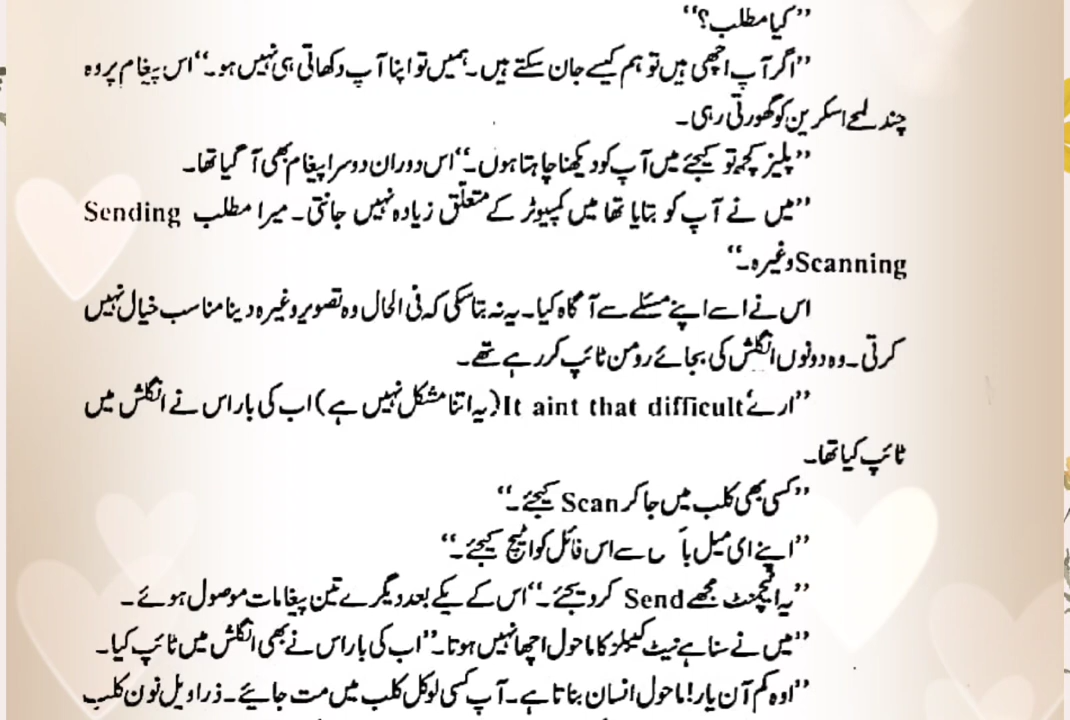 ”کیا مطلب؟“
”اگر آپ اچھی ہیں تو ہم کیسے جان سکتے ہیں۔ ہمیں تو اپنا آپ دکھاتی ہی نہیں ہو۔“ اس پیغام پر وہ
چند لمحے اسکرین کو گھورتی رہی۔
”پلیز کچھ تو کیجئے میں آپ کو دیکھنا چاہتا ہوں۔“ اس دوران دوسرا پیغام بھی آ گیا تھا۔
”میں نے آپ کو بتایا تھا میں کمپیوٹر کے متعلق زیادہ نہیں جانتی۔ میرا مطلب Sending
Scanning وغیرہ۔“
اس نے اسے اپنے مسئلے سے آگاہ کیا۔ یہ نہ بتا سکی کہ فی الحال وہ تصویر وغیرہ دینا مناسب خیال نہیں
کرتی۔ وہ دونوں انگلش کی بجائے رومن ٹائپ کر رہے تھے۔
”ارے It aint that difficult (یہ اتنا مشکل نہیں ہے) اب کی بار اس نے انگلش میں
ٹائپ کیا تھا۔
”کسی بھی کلب میں جا کر Scan کیجئے۔“
”اپنے ای میل سے اس فائل کو اٹیچ کیجئے۔“
”یہ اٹیچمنٹ مجھے Send کر دیجئے۔“ اس کے یکے بعد دیگرے تین پیغامات موصول ہوئے۔
”میں نے سنا ہے نیٹ کیفیز کا ماحول اچھا نہیں ہوتا۔“ اب کی بار اس نے بھی انگلش میں ٹائپ کیا۔
”اوہ کم آن یار! ماحول انسان بناتا ہے۔ آپ کسی لوکل کلب میں مت جائیے۔ ذرا ویل نون کلب